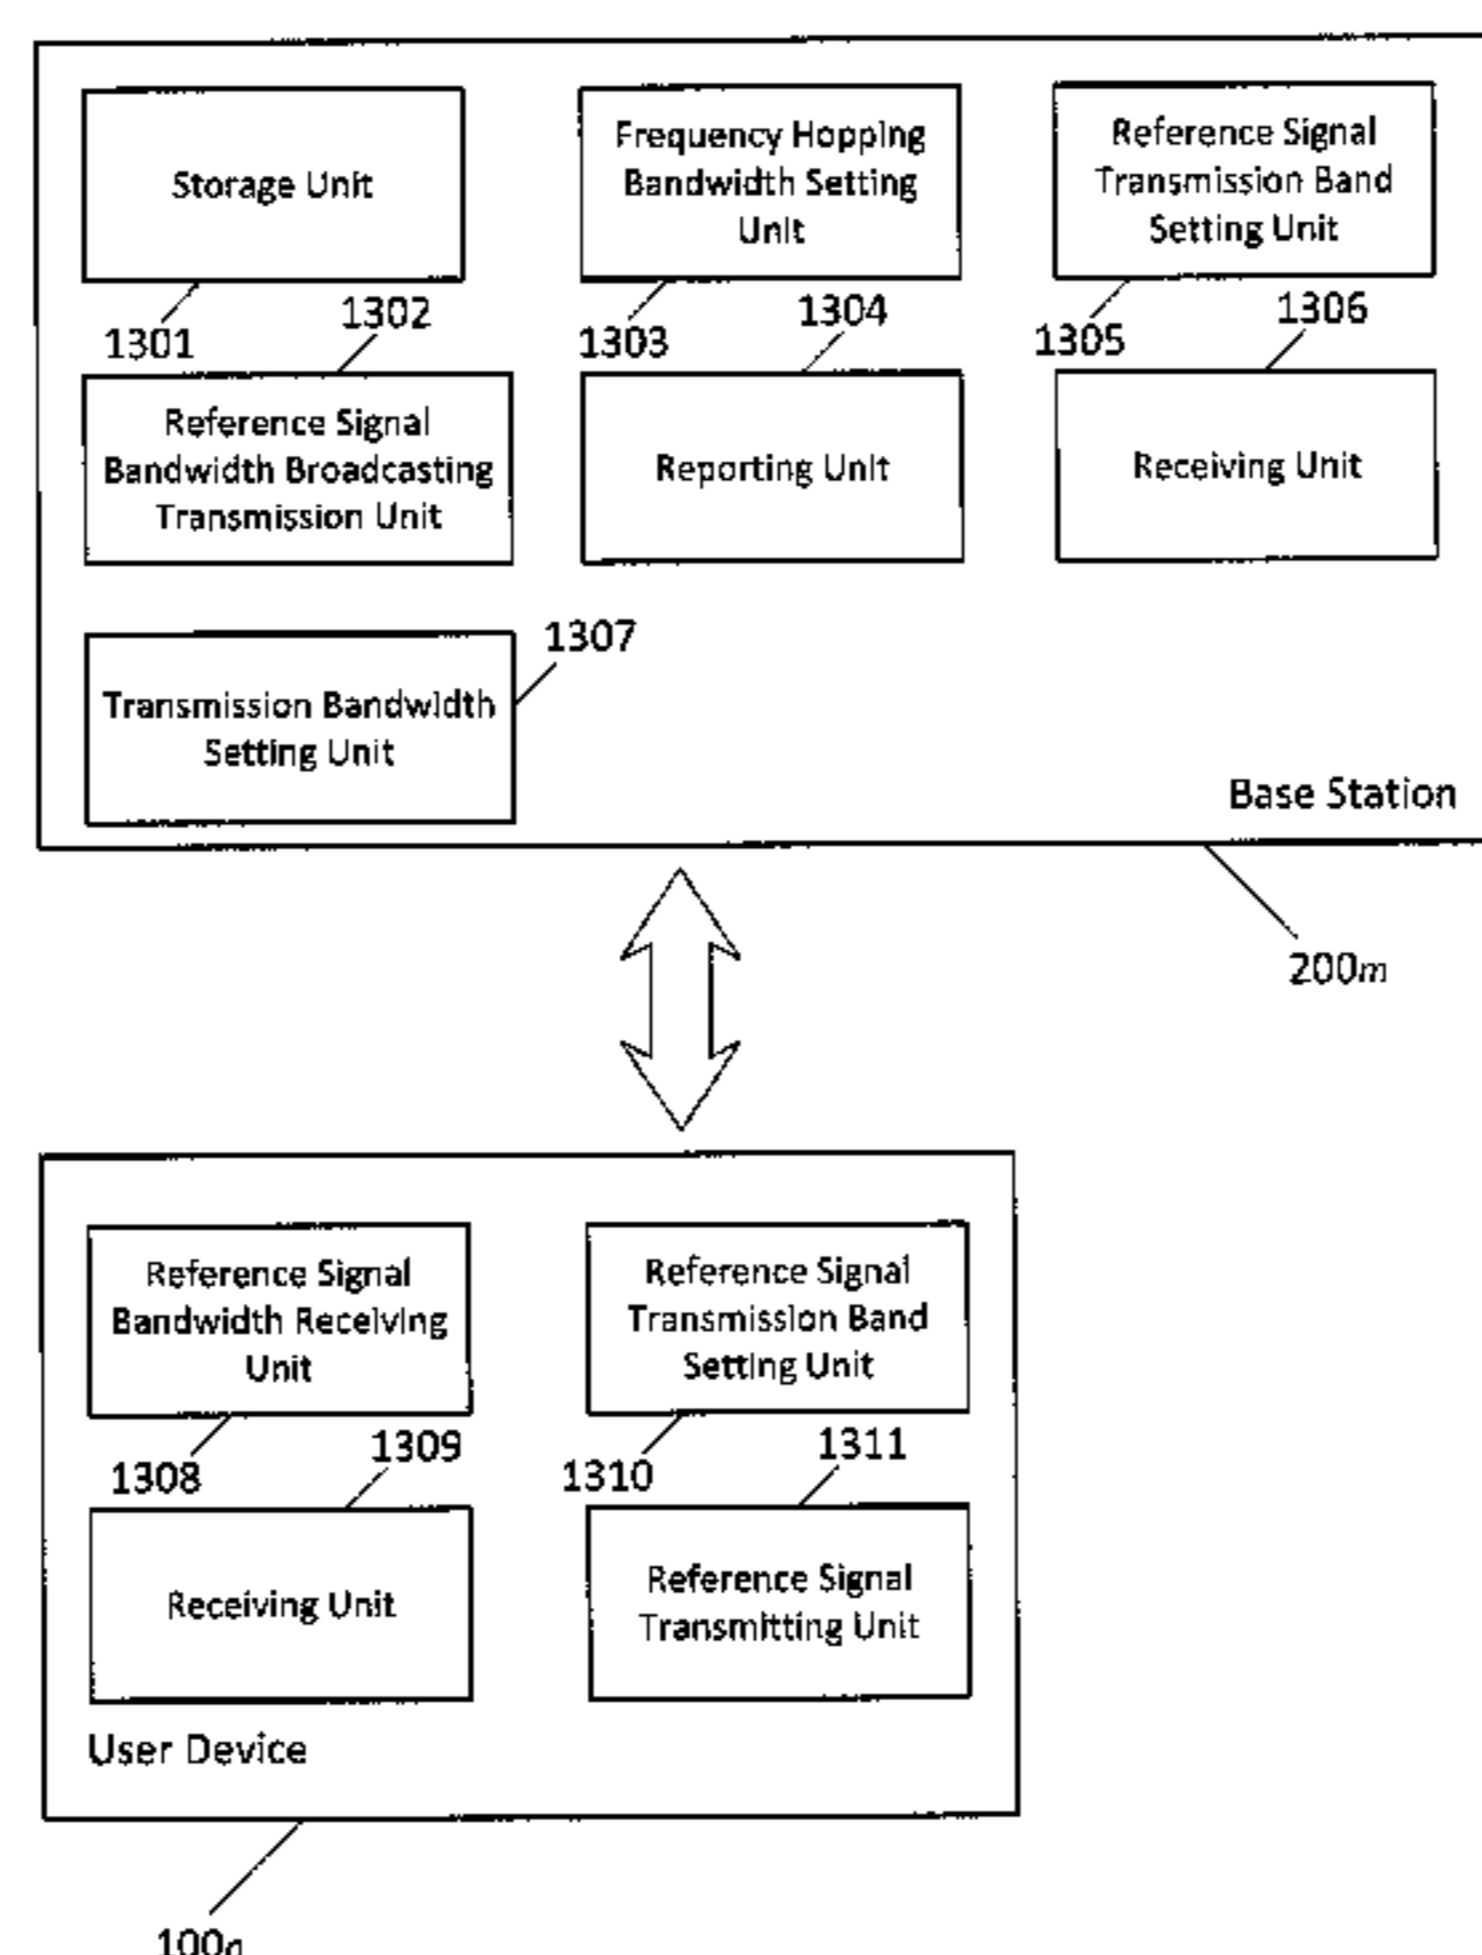 Storage Unit
Frequency Hopping
Bandwidth Setting
Unit
Reference Signal
Transmission Band
Setting Unit
1301
1302
1303
1304
1305
1306
Reference Signal
Bandwidth Broadcasting
Transmission Unit
Reporting Unit
Receiving Unit
1307
Transmission Bandwidth
Setting Unit
Base Station
200m
Reference Signal
Bandwidth Receiving
Unit
Reference Signal
Transmission Band
Setting Unit
1308
1309
1310
1311
Receiving Unit
Reference Signal
Transmitting Unit
User Device